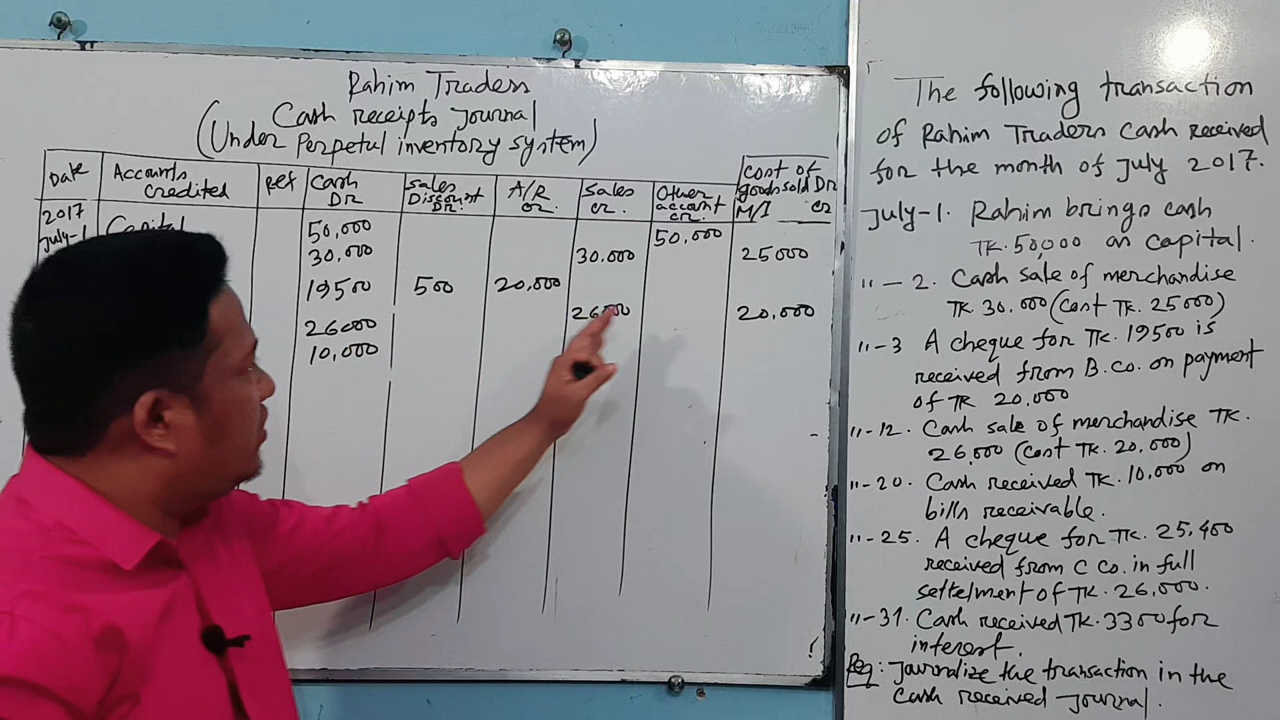 Rahim Traders
Cash receipts Journal
(Under Perpetul inventory system)
Date Accounts credited Ref Cash DR Sales Discount DR. A/R cr. Sales cr. Other account cr. Cost of goods sold DR M/I cr
2017
July-1 Capital 50,000 50,000
30,000 30,000 25000
19500 500 20,000
26000 26000 20,000
10,000
The following transaction
of Rahim Traders Cash received
for the month of July 2017.
July-1. Rahim brings cash
TK. 50,000 as capital.
"-2. Cash sale of merchandise
TK. 30,000 (Cost TK. 25000)
"-3 A cheque for TK. 19500 is
received from B. co. on payment
of TK 20,000
"-12. Cash sale of merchandise TK.
26,000 (cost TK. 20,000)
"-20. Cash received TK. 10,000 on
bills receivable.
"-25. A cheque for TK. 25,400
received from C Co. in full
settelment of TK. 26,000.
"-31. Cash received TK. 3300 for
interest.
Req: Journalize the transaction in the
Cash received Journal.